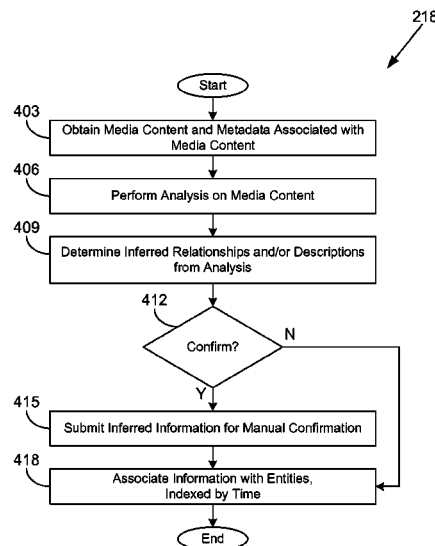 218
Start
403
Obtain Media Content and Metadata Associated with
Media Content
406
Perform Analysis on Media Content
409
Determine Inferred Relationships and/or Descriptions
from Analysis
412
Confirm?
N
Y
415
Submit Inferred Information for Manual Confirmation
418
Associate Information with Entities,
Indexed by Time
End